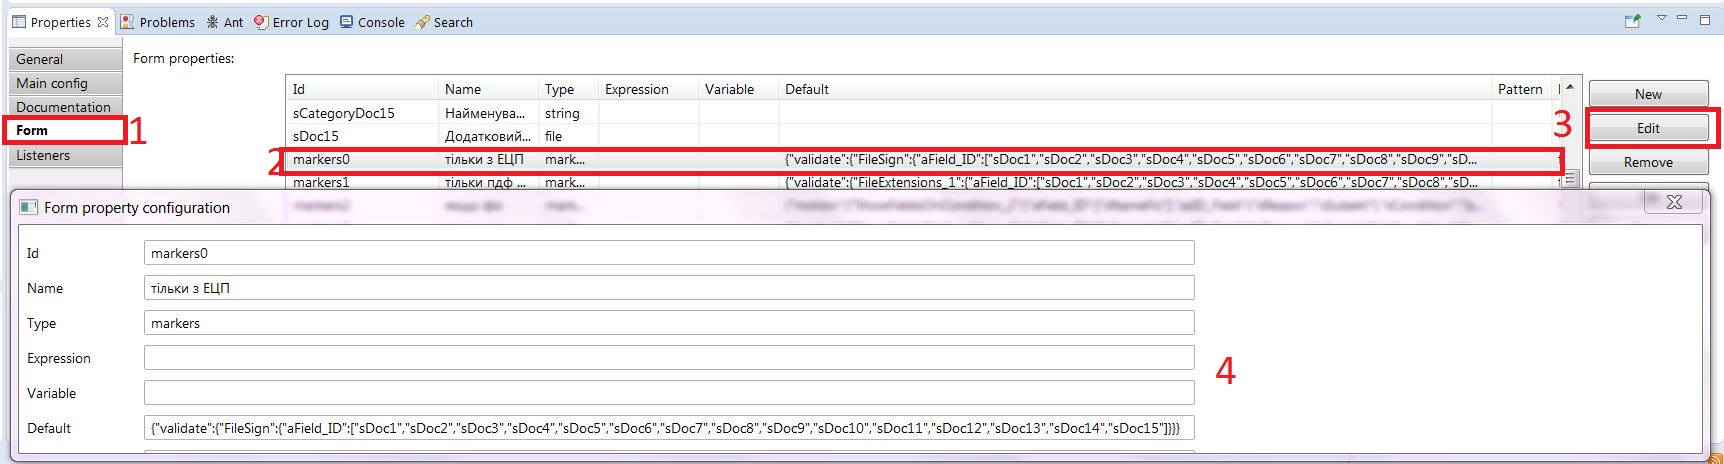 Properties Problems Ant Error Log Console Search
General
Main config
Documentation
Form
Listeners
1
Form properties:
Id Name Type Expression Variable Default Pattern
sCategoryDoc15 Найменува... string
sDoc15 Додатковий... file
2
markers0 тільки з ЕЦП mark... {"validate":{"FileSign":{"aField_ID":["sDoc1","sDoc2","sDoc3","sDoc4","sDoc5","sDoc6","sDoc7","sDoc8","sDoc9","sD...
markers1 тільки пдф ... mark... {"validate":{"FileExtensions_1":{"aField_ID":["sDoc1","sDoc2","sDoc3","sDoc4","sDoc5","sDoc6","sDoc7","sDoc8","sD...
New
3
Edit
Remove
Form property configuration
Id markers0
Name тільки з ЕЦП
Type markers
Expression
Variable
Default {"validate":{"FileSign":{"aField_ID":["sDoc1","sDoc2","sDoc3","sDoc4","sDoc5","sDoc6","sDoc7","sDoc8","sDoc9","sDoc10","sDoc11","sDoc12","sDoc13","sDoc14","sDoc15"]}}}
4